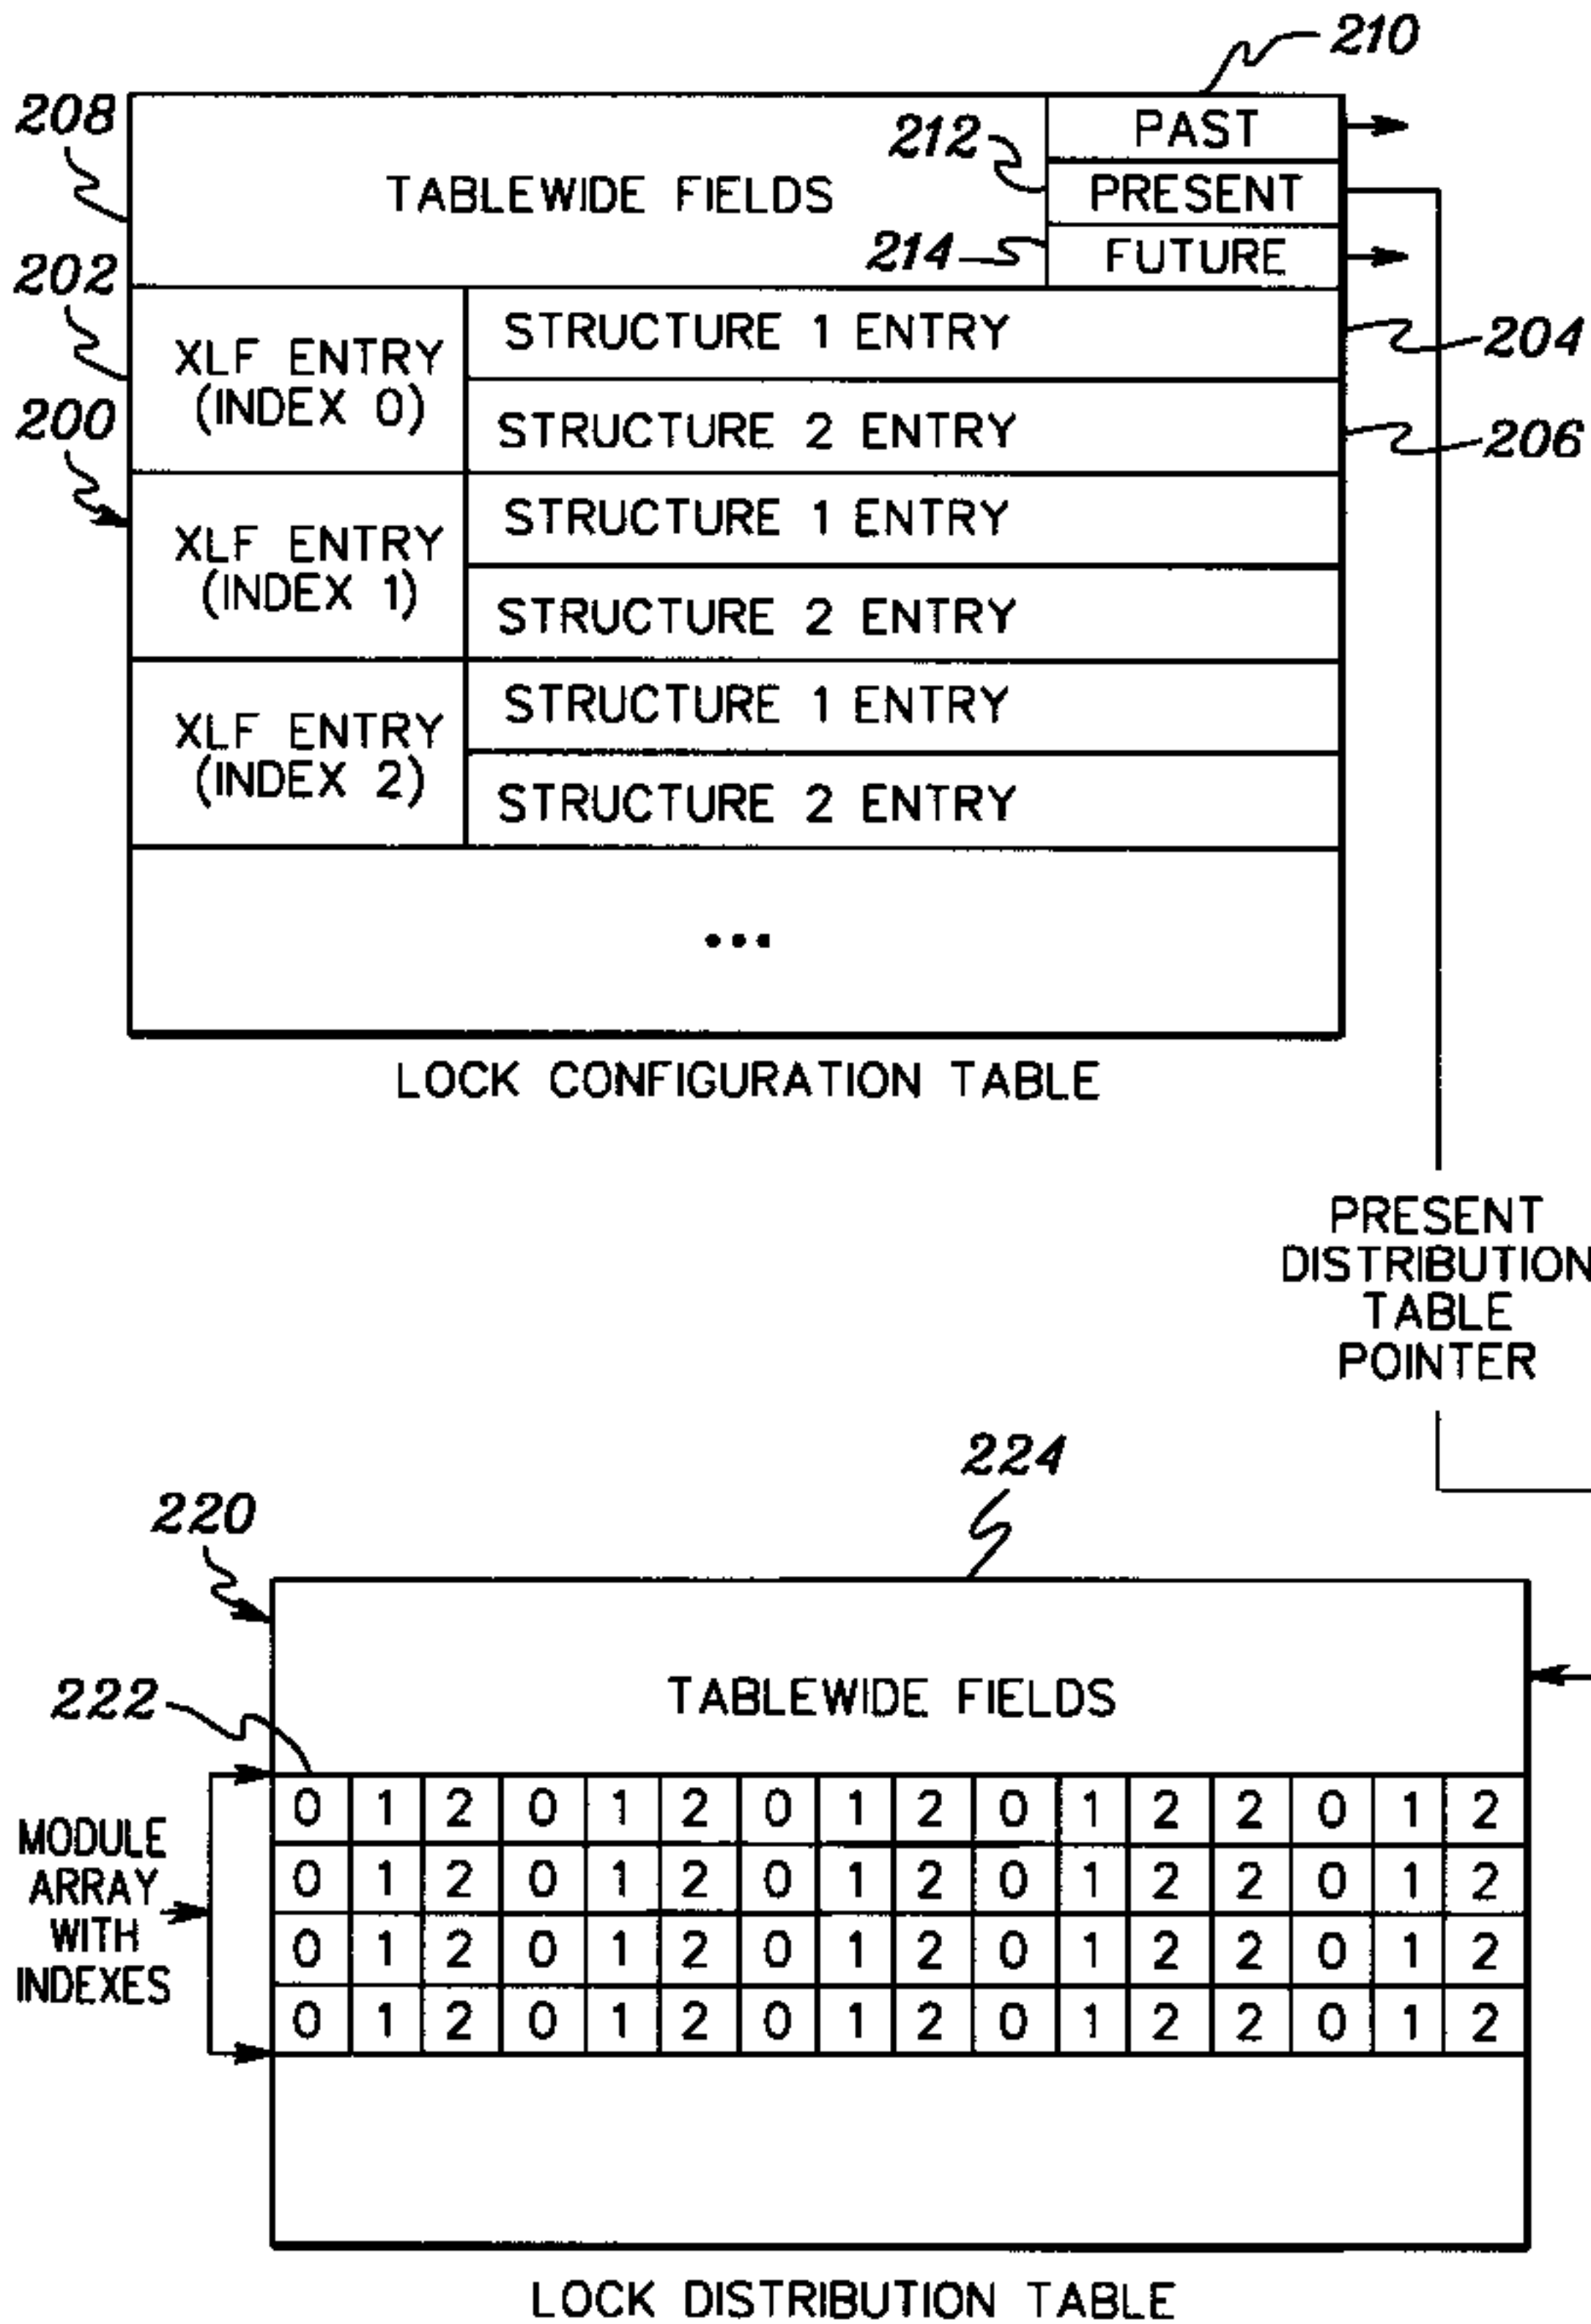 210
208
PAST
212
TABLEWIDE FIELDS
PRESENT
214
FUTURE
202
STRUCTURE 1 ENTRY
204
XLF ENTRY
(INDEX 0)
200
STRUCTURE 2 ENTRY
206
STRUCTURE 1 ENTRY
XLF ENTRY
(INDEX 1)
STRUCTURE 2 ENTRY
STRUCTURE 1 ENTRY
XLF ENTRY
(INDEX 2)
STRUCTURE 2 ENTRY
...
LOCK CONFIGURATION TABLE
PRESENT
DISTRIBUTION
TABLE
POINTER
224
220
222
TABLEWIDE FIELDS
MODULE
ARRAY
WITH
INDEXES
0 1 2 0 1 2 0 1 2 0 1 2 2 0 1 2
0 1 2 0 1 2 0 1 2 0 1 2 2 0 1 2
0 1 2 0 1 2 0 1 2 0 1 2 2 0 1 2
0 1 2 0 1 2 0 1 2 0 1 2 2 0 1 2
LOCK DISTRIBUTION TABLE